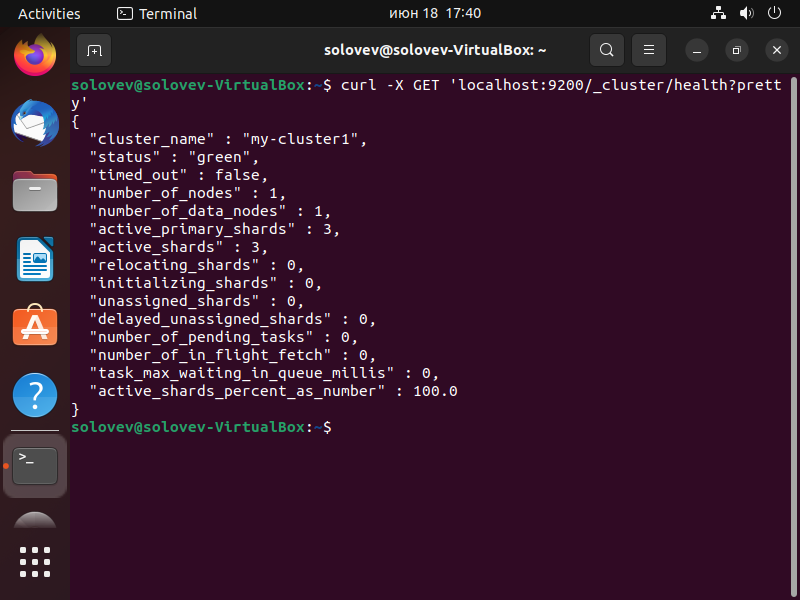 Activities
Terminal
июн 18 17:40
solovev@solovev-VirtualBox: ~
solovev@solovev-VirtualBox:~$ curl -X GET 'localhost:9200/_cluster/health?prett
y'
{
  "cluster_name" : "my-cluster1",
  "status" : "green",
  "timed_out" : false,
  "number_of_nodes" : 1,
  "number_of_data_nodes" : 1,
  "active_primary_shards" : 3,
  "active_shards" : 3,
  "relocating_shards" : 0,
  "initializing_shards" : 0,
  "unassigned_shards" : 0,
  "delayed_unassigned_shards" : 0,
  "number_of_pending_tasks" : 0,
  "number_of_in_flight_fetch" : 0,
  "task_max_waiting_in_queue_millis" : 0,
  "active_shards_percent_as_number" : 100.0
}
solovev@solovev-VirtualBox:~$